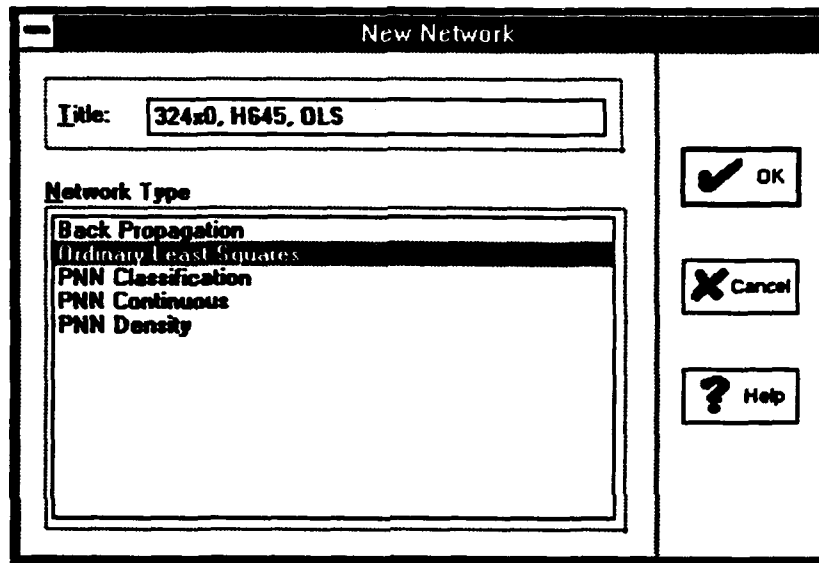 New Network
Title: 324x0, H645, OLS
Network Type
Back Propagation
Ordinary Least Squares
PNN Classification
PNN Continuous
PNN Density
OK
Cancel
Help